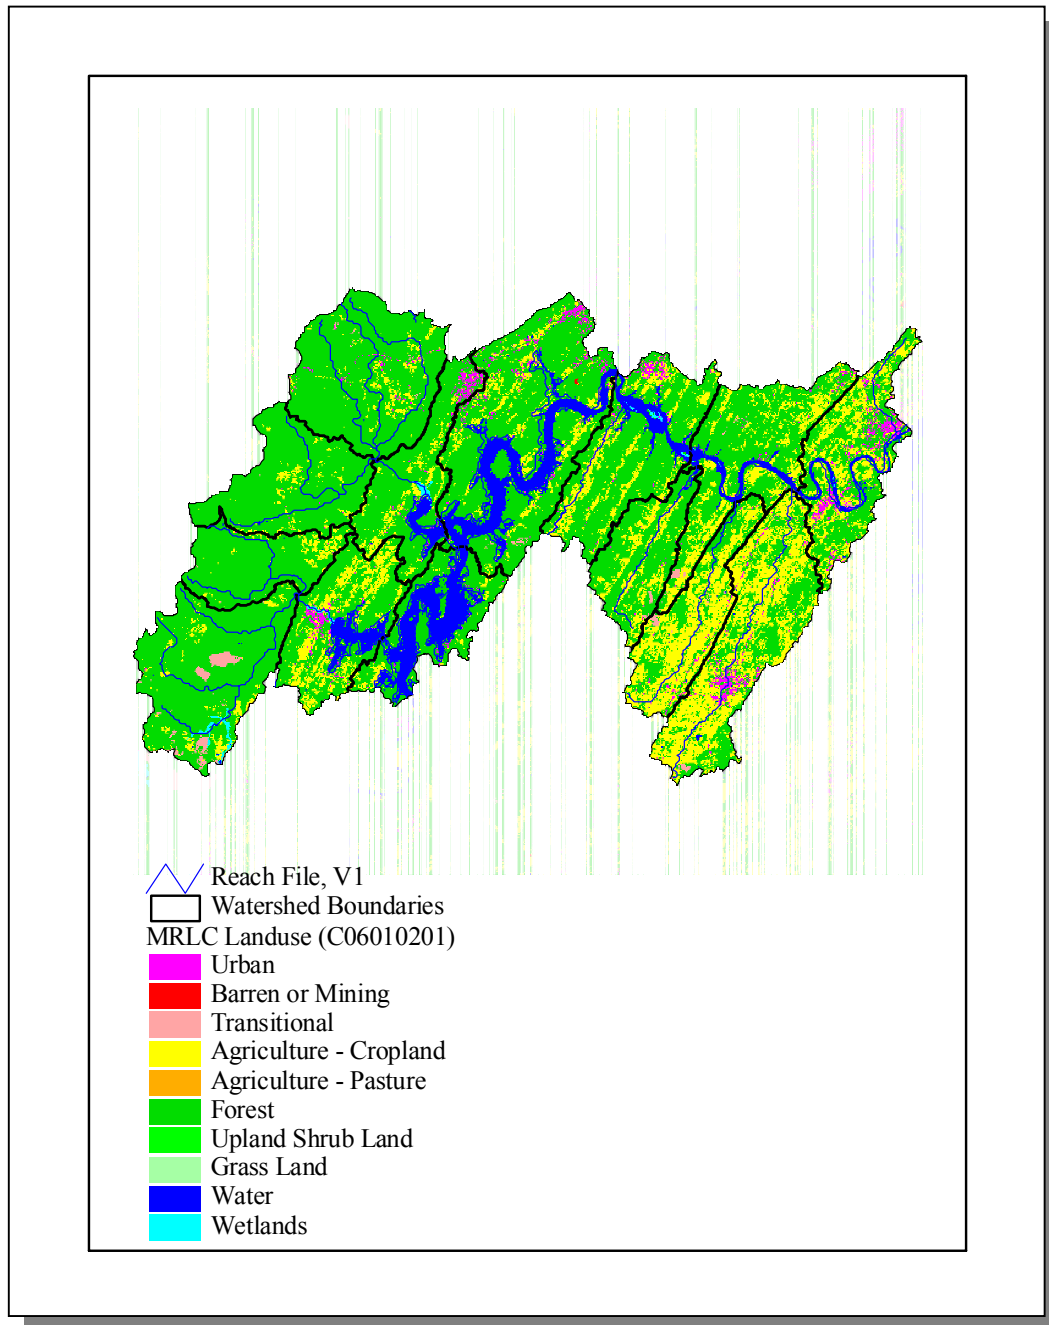 Reach File, V1
Watershed Boundaries
MRLC Landuse (C06010201)
Urban
Barren or Mining
Transitional
Agriculture - Cropland
Agriculture - Pasture
Forest
Upland Shrub Land
Grass Land
Water
Wetlands